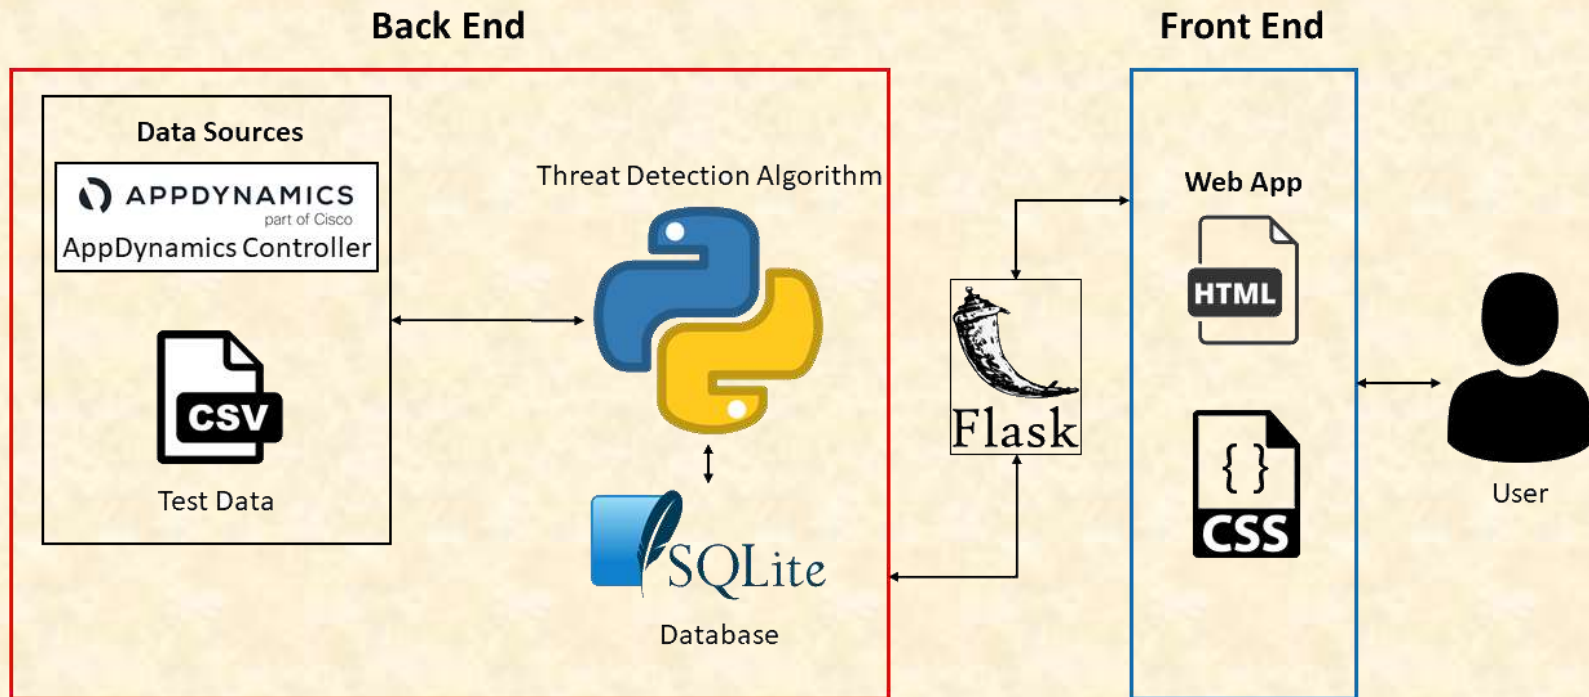 Back End
Front End
Data Sources
APPDYNAMICS
part of Cisco
AppDynamics Controller
CSV
Test Data
Threat Detection Algorithm
SQLite
Database
Flask
Web App
HTML
{ }
CSS
User